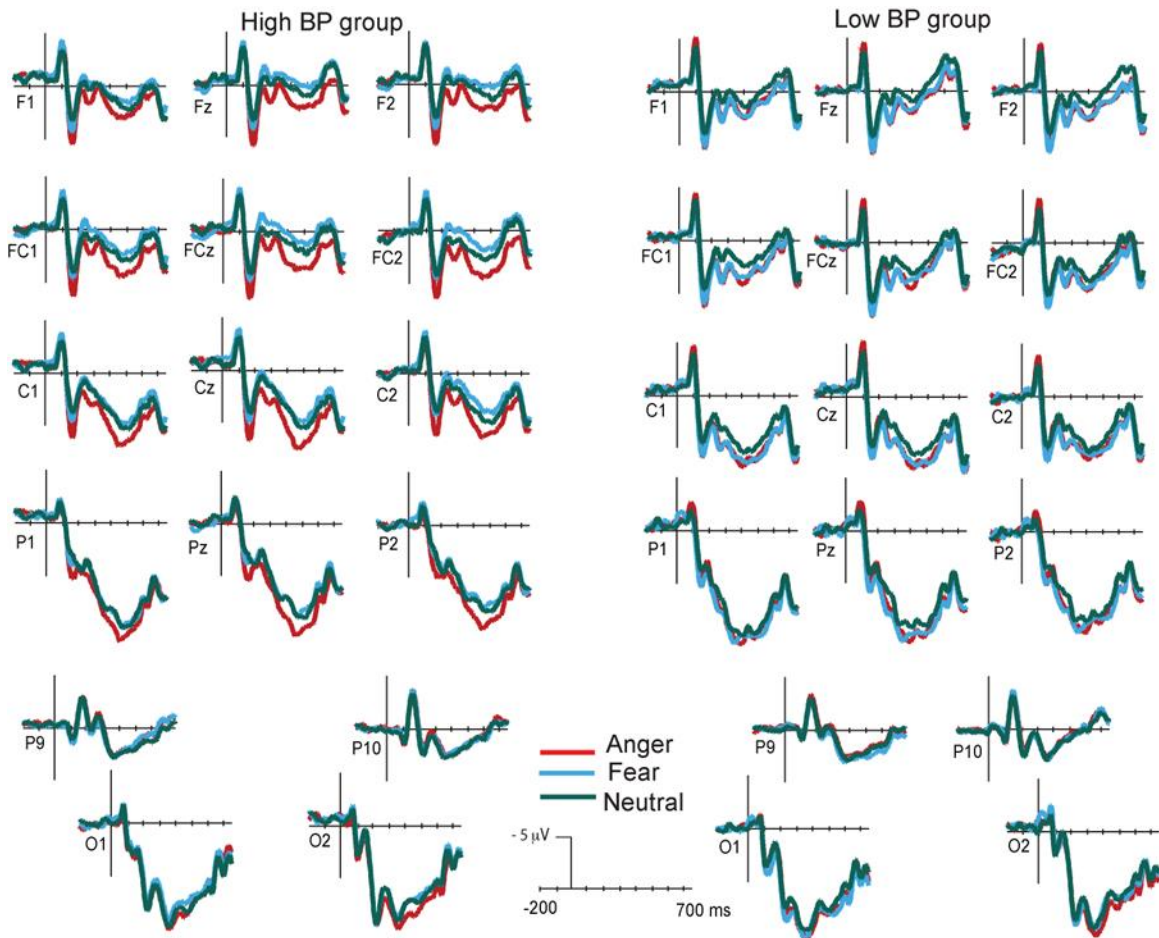 High BP group
Low BP group
F1 Fz F2 F1 Fz F2
FC1 FCz FC2 FC1 FCz FC2
C1 Cz C2 C1 Cz C2
P1 Pz P2 P1 Pz P2
P9 P10 P9 P10
Anger
Fear
Neutral
O1 O2 O1 O2
- 5 μV
-200 700 ms